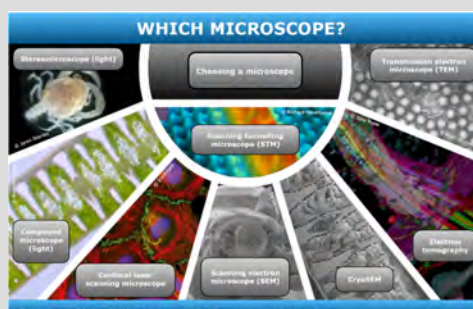 WHICH MICROSCOPE?
Stereomicroscope (light)
Choosing a microscope
Transmission electron
microscope (TEM)
Scanning tunnelling
microscope (STM)
Compound
microscope
(light)
Confocal laser
scanning microscope
Scanning electron
microscope (SEM)
CryoSEM
Electron
tomography